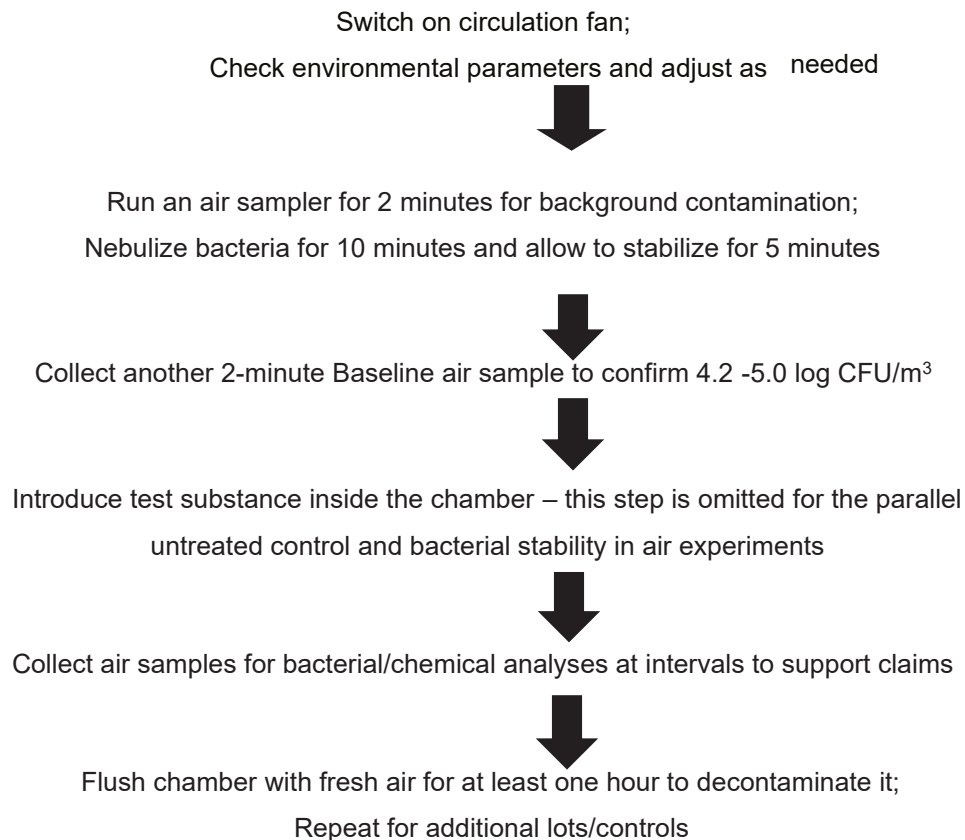 Switch on circulation fan;
Check environmental parameters and adjust as needed
Run an air sampler for 2 minutes for background contamination;
Nebulize bacteria for 10 minutes and allow to stabilize for 5 minutes
Collect another 2-minute Baseline air sample to confirm 4.2 -5.0 log CFU/m³
Introduce test substance inside the chamber – this step is omitted for the parallel
untreated control and bacterial stability in air experiments
Collect air samples for bacterial/chemical analyses at intervals to support claims
Flush chamber with fresh air for at least one hour to decontaminate it;
Repeat for additional lots/controls